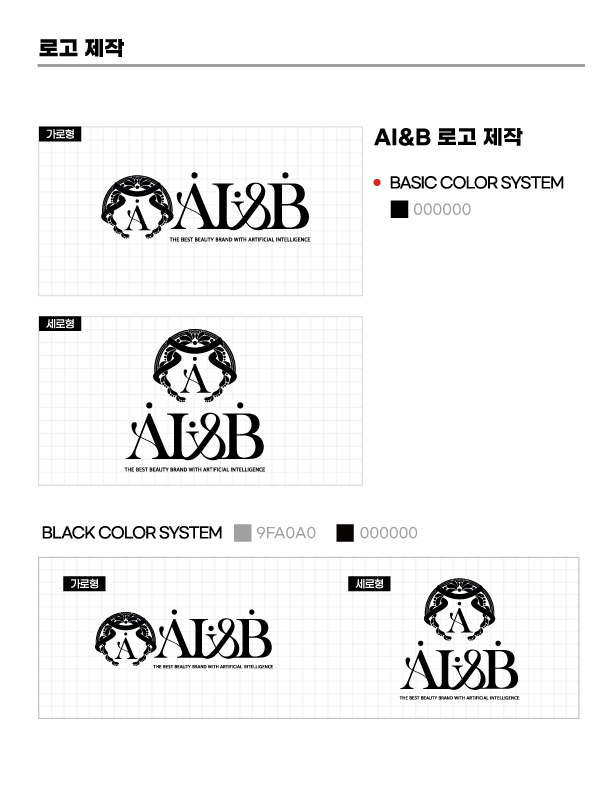 로고 제작
가로형
A
AI&B
THE BEST BEAUTY BRAND WITH ARTIFICIAL INTELLIGENCE
AI&B 로고 제작
BASIC COLOR SYSTEM
000000
세로형
A
AI&B
THE BEST BEAUTY BRAND WITH ARTIFICIAL INTELLIGENCE
BLACK COLOR SYSTEM 9FA0A0 000000
가로형
A
AI&B
THE BEST BEAUTY BRAND WITH ARTIFICIAL INTELLIGENCE
세로형
A
AI&B
THE BEST BEAUTY BRAND WITH ARTIFICIAL INTELLIGENCE